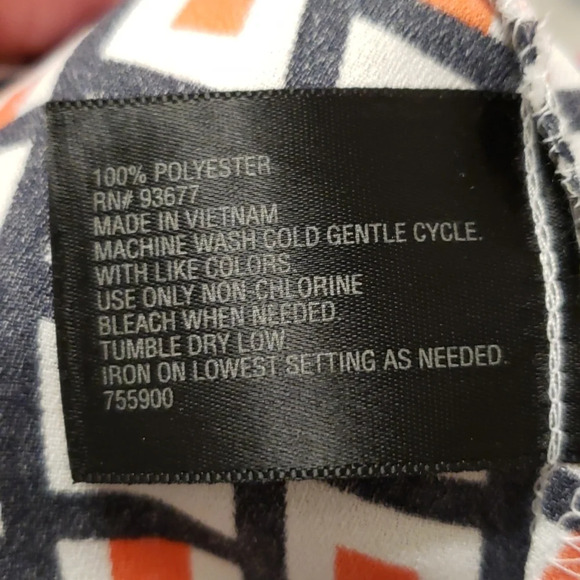 100% POLYESTER
RN# 93677
MADE IN VIETNAM
MACHINE WASH COLD GENTLE CYCLE.
WITH LIKE COLORS.
USE ONLY NON-CHLORINE
BLEACH WHEN NEEDED.
TUMBLE DRY LOW
IRON ON LOWEST SETTING AS NEEDED.
755900